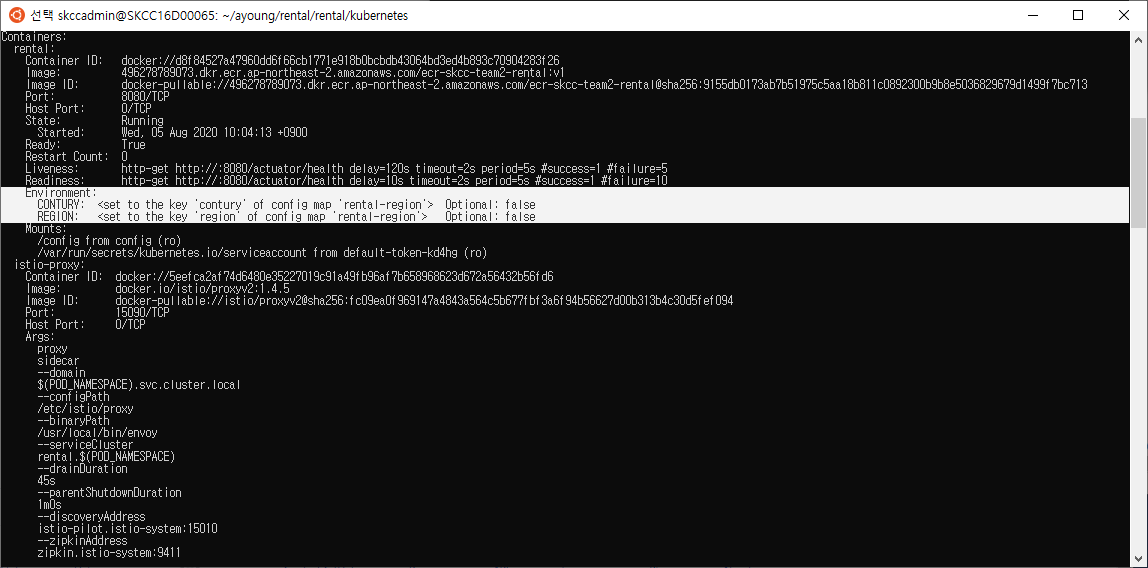 선택 skccadmin@SKCC16D00065: ~/ayoung/rental/rental/kubernetes
Containers:
rental:
Container ID: docker://d8f84527a47960dd6f66cb1771e918b0bcbdb43064bd3ed4b893c70904283f26
Image: 496278789073.dkr.ecr.ap-northeast-2.amazonaws.com/ecr-skcc-team2-rental:v1
Image ID: docker-pullable://496278789073.dkr.ecr.ap-northeast-2.amazonaws.com/ecr-skcc-team2-rental@sha256:9155db0173ab7b51975c5aa18b811c0892300b9b8e5036829679d1499f7bc713
Port: 8080/TCP
Host Port: 0/TCP
State: Running
Started: Wed, 05 Aug 2020 10:04:13 +0900
Ready: True
Restart Count: 0
Liveness: http-get http://:8080/actuator/health delay=120s timeout=2s period=5s #success=1 #failure=5
Readiness: http-get http://:8080/actuator/health delay=10s timeout=2s period=5s #success=1 #failure=10
Environment:
CONTURY: <set to the key 'contury' of config map 'rental-region'> Optional: false
REGION: <set to the key 'region' of config map 'rental-region'> Optional: false
Mounts:
/config from config (ro)
/var/run/secrets/kubernetes.io/serviceaccount from default-token-kd4hg (ro)
istio-proxy:
Container ID: docker://5eefca2af74d6480e35227019c91a49fb96af7b658968623d672a56432b56fd6
Image: docker.io/istio/proxyv2:1.4.5
Image ID: docker-pullable://istio/proxyv2@sha256:fc09ea0f969147a4843a564c5b677fbf3a6f94b56627d00b313b4c30d5fef094
Port: 15090/TCP
Host Port: 0/TCP
Args:
proxy
sidecar
--domain
$(POD_NAMESPACE).svc.cluster.local
--configPath
/etc/istio/proxy
--binaryPath
/usr/local/bin/envoy
--serviceCluster
rental.$(POD_NAMESPACE)
--drainDuration
45s
--parentShutdownDuration
1m0s
--discoveryAddress
istio-pilot.istio-system:15010
--zipkinAddress
zipkin.istio-system:9411